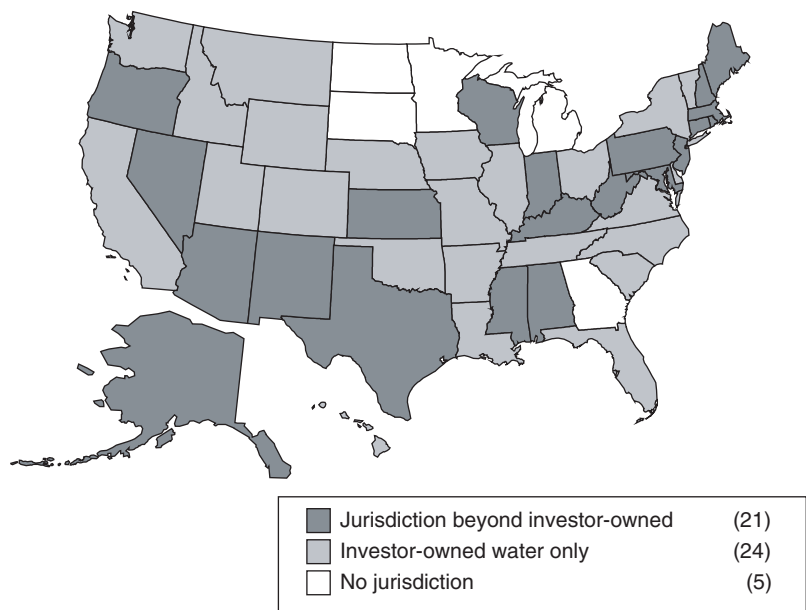 Jurisdiction beyond investor-owned (21)
Investor-owned water only (24)
No jurisdiction (5)